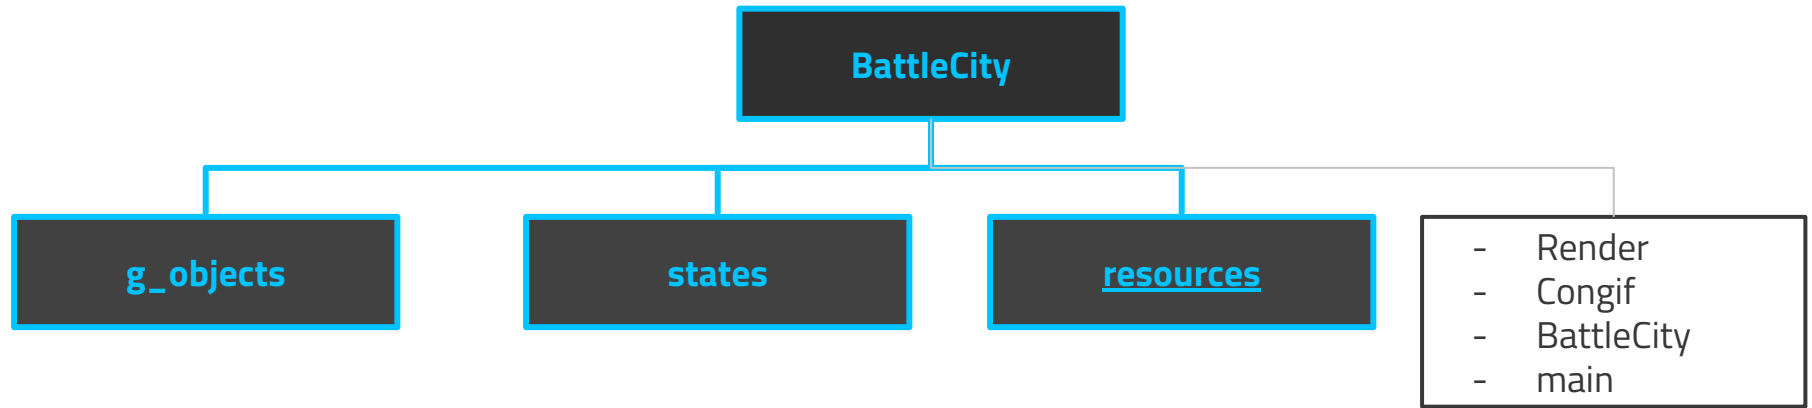 BattleCity
g_objects
states
resources
- Render
- Congif
- BattleCity
- main